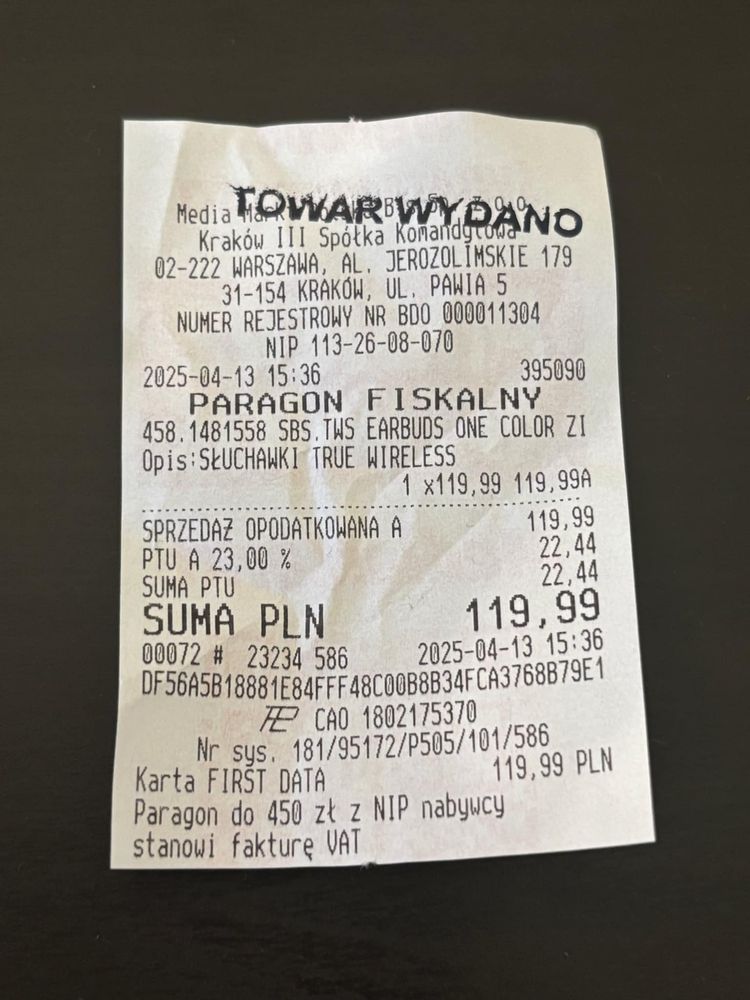 TOWAR WYDANO
Media
Kraków III Spółka Komandytowa
02-222 WARSZAWA, AL. JEROZOLIMSKIE 179
31-154 KRAKÓW, UL. PAWIA 5
NUMER REJESTROWY NR BDO 000011304
NIP 113-26-08-070
2025-04-13 15:36 395090
PARAGON FISKALNY
458.1481558 SBS.TWS EARBUDS ONE COLOR ZI
Opis:SŁUCHAWKI TRUE WIRELESS
1 x119,99 119,99A
SPRZEDAŻ OPODATKOWANA A 119,99
PTU A 23,00 % 22,44
SUMA PTU 22,44
SUMA PLN 119,99
00072 # 23234 586 2025-04-13 15:36
DF56A5B18881E84FFF48C00B8B34FCA3768B79E1
CAO 1802175370
Nr sys. 181/95172/P505/101/586
Karta FIRST DATA 119,99 PLN
Paragon do 450 zł z NIP nabywcy
stanowi fakturę VAT